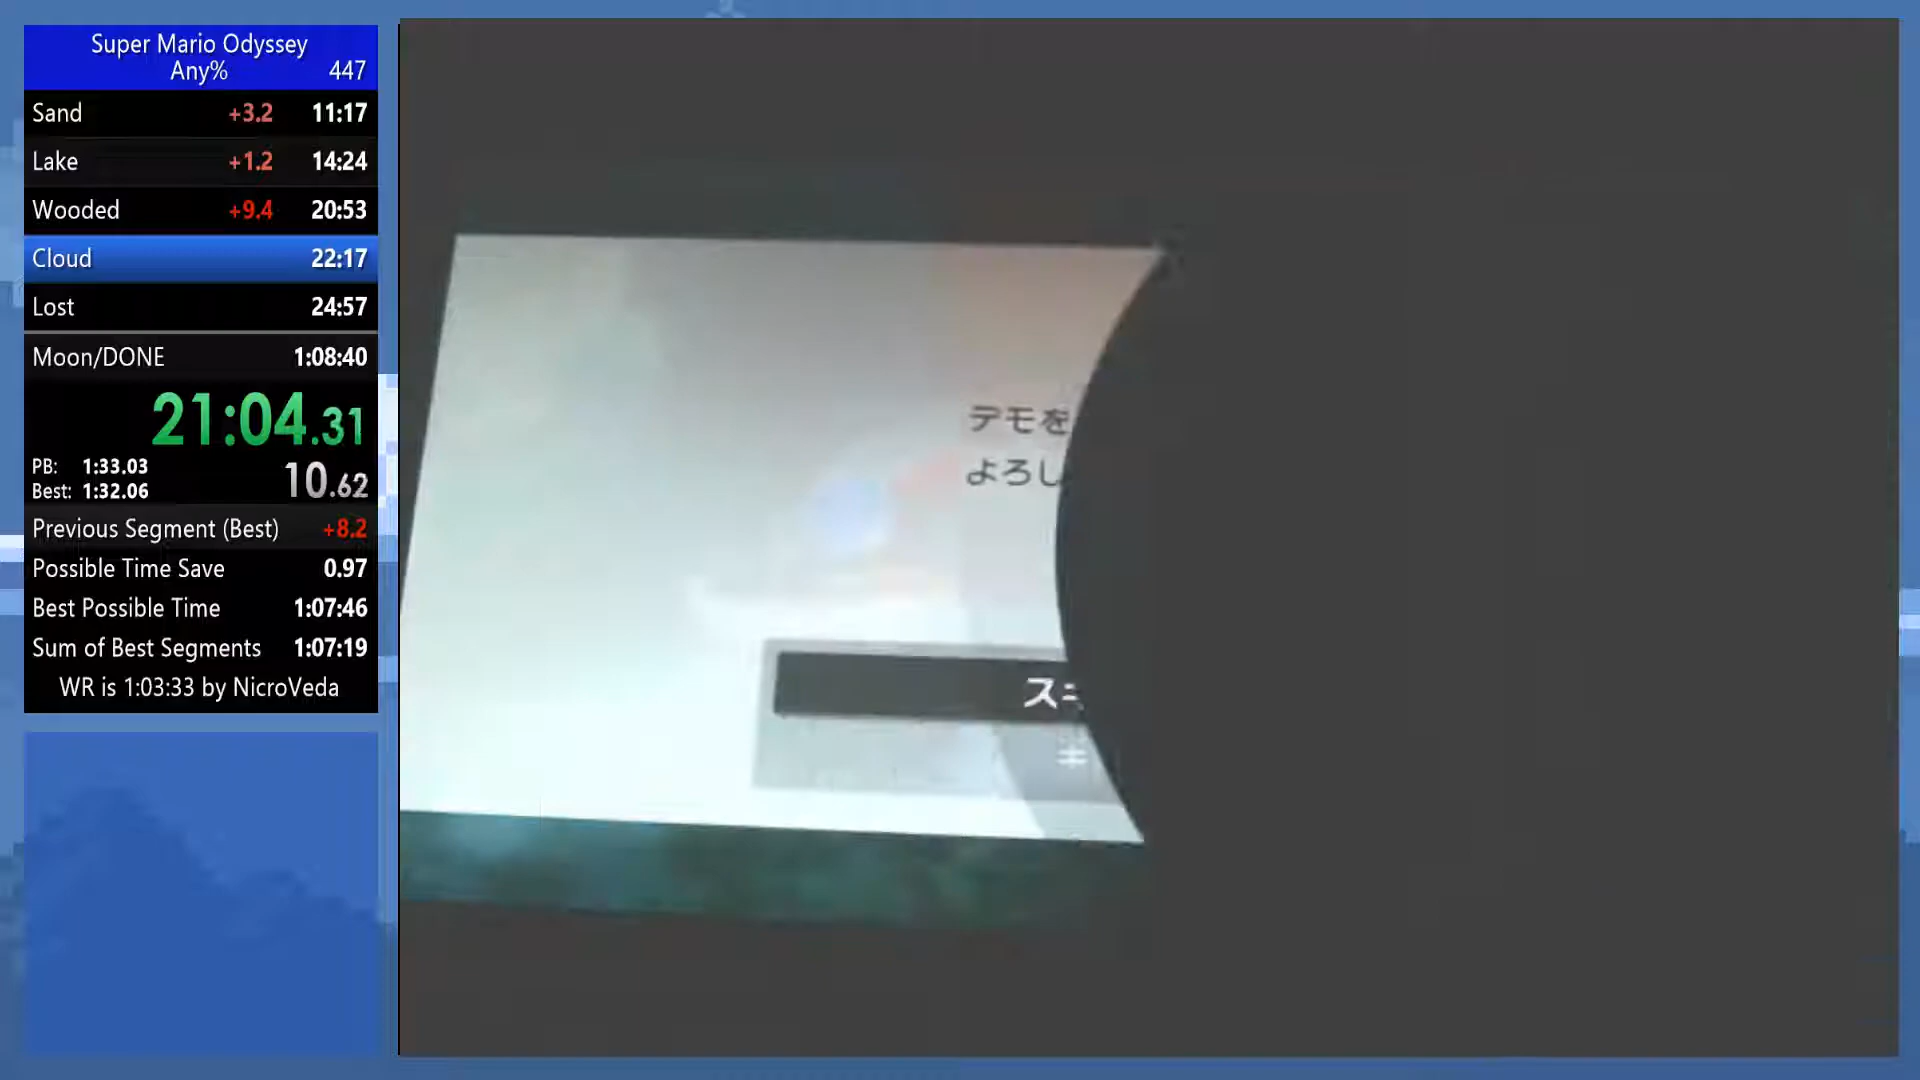 Super Mario Odyssey
Any% 447
Sand +3.2 11:17
Lake +1.2 14:24
Wooded +9.4 20:53
Cloud 22:17
Lost 24:57
Moon/DONE 1:08:40
21:04.31
PB: 1:33.03
Best: 1:32.06
10.62
Previous Segment (Best) +8.2
Possible Time Save 0.97
Best Possible Time 1:07:46
Sum of Best Segments 1:07:19
WR is 1:03:33 by NicroVeda
デモを
よろし
ス